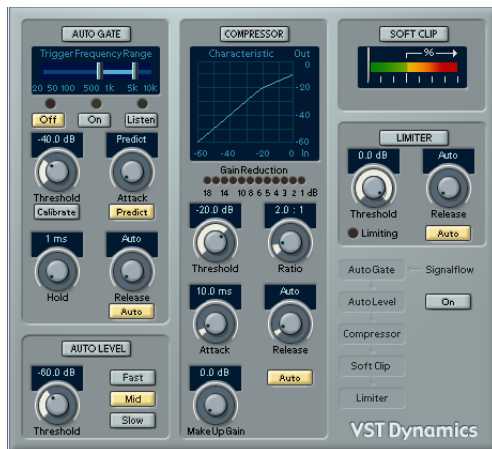 AUTO GATE
Trigger Frequency Range
20 50 100 500 1k 5k 10k
Off On Listen
-40.0 dB Predict
Threshold Attack
Calibrate Predict
1 ms Auto
Hold Release
Auto
AUTO LEVEL
-60.0 dB
Fast
Mid
Slow
Threshold
COMPRESSOR
Characteristic Out
0
-20
-40
-60
-60 -40 -20 0 In
Gain Reduction
18 14 10 8 6 5 4 3 2 1 dB
-20.0 dB 2.0 : 1
Threshold Ratio
10.0 ms Auto
Attack Release
0.0 dB Auto
MakeUp Gain
SOFT CLIP
%
LIMITER
0.0 dB Auto
Threshold Release
Limiting Auto
Auto Gate Signalflow
Auto Level On
Compressor
Soft Clip
Limiter
VST Dynamics